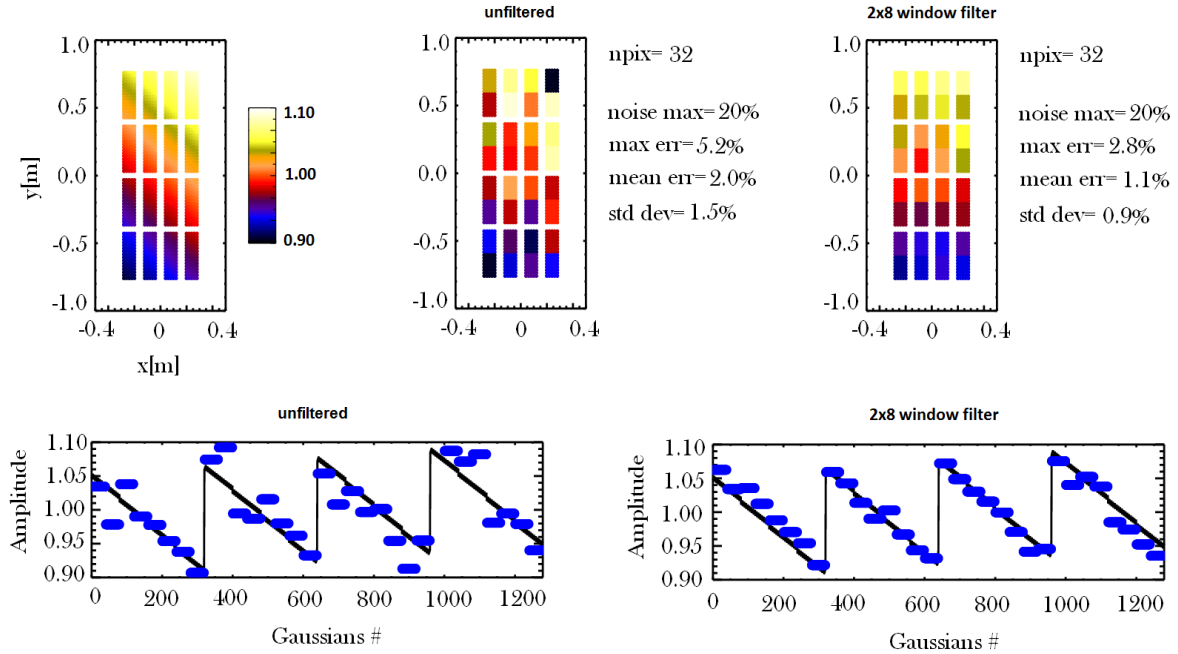 unfiltered
2x8 window filter
1.0
0.5
0.0
-0.5
-1.0
y[m]
-0.4
0
0.4
x[m]
1.10
1.00
0.90
1.0
0.5
0.0
-0.5
-1.0
-0.4
0
0.4
npix= 32
noise max= 20%
max err= 5.2%
mean err= 2.0%
std dev= 1.5%
1.0
0.5
0.0
-0.5
-1.0
-0.4
0
0.4
npix= 32
noise max= 20%
max err= 2.8%
mean err= 1.1%
std dev= 0.9%
unfiltered
Amplitude
1.10
1.05
1.00
0.95
0.90
0
200
400
600
800
1000
1200
Gaussians #
2x8 window filter
Amplitude
1.10
1.05
1.00
0.95
0.90
0
200
400
600
800
1000
1200
Gaussians #